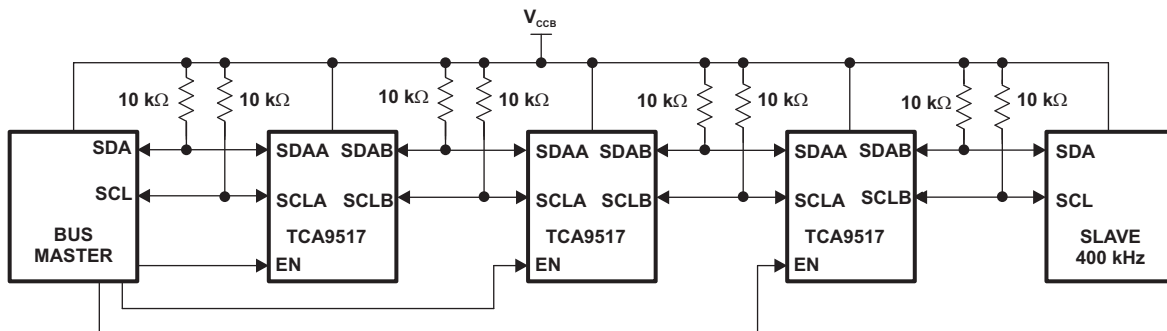 V_CCB
10 kΩ 10 kΩ 10 kΩ 10 kΩ 10 kΩ 10 kΩ 10 kΩ 10 kΩ
SDA
SCL
BUS
MASTER
SDAA SDAB
SCLA SCLB
TCA9517
EN
SDAA SDAB
SCLA SCLB
TCA9517
EN
SDAA SDAB
SCLA SCLB
TCA9517
EN
SDA
SCL
SLAVE
400 kHz